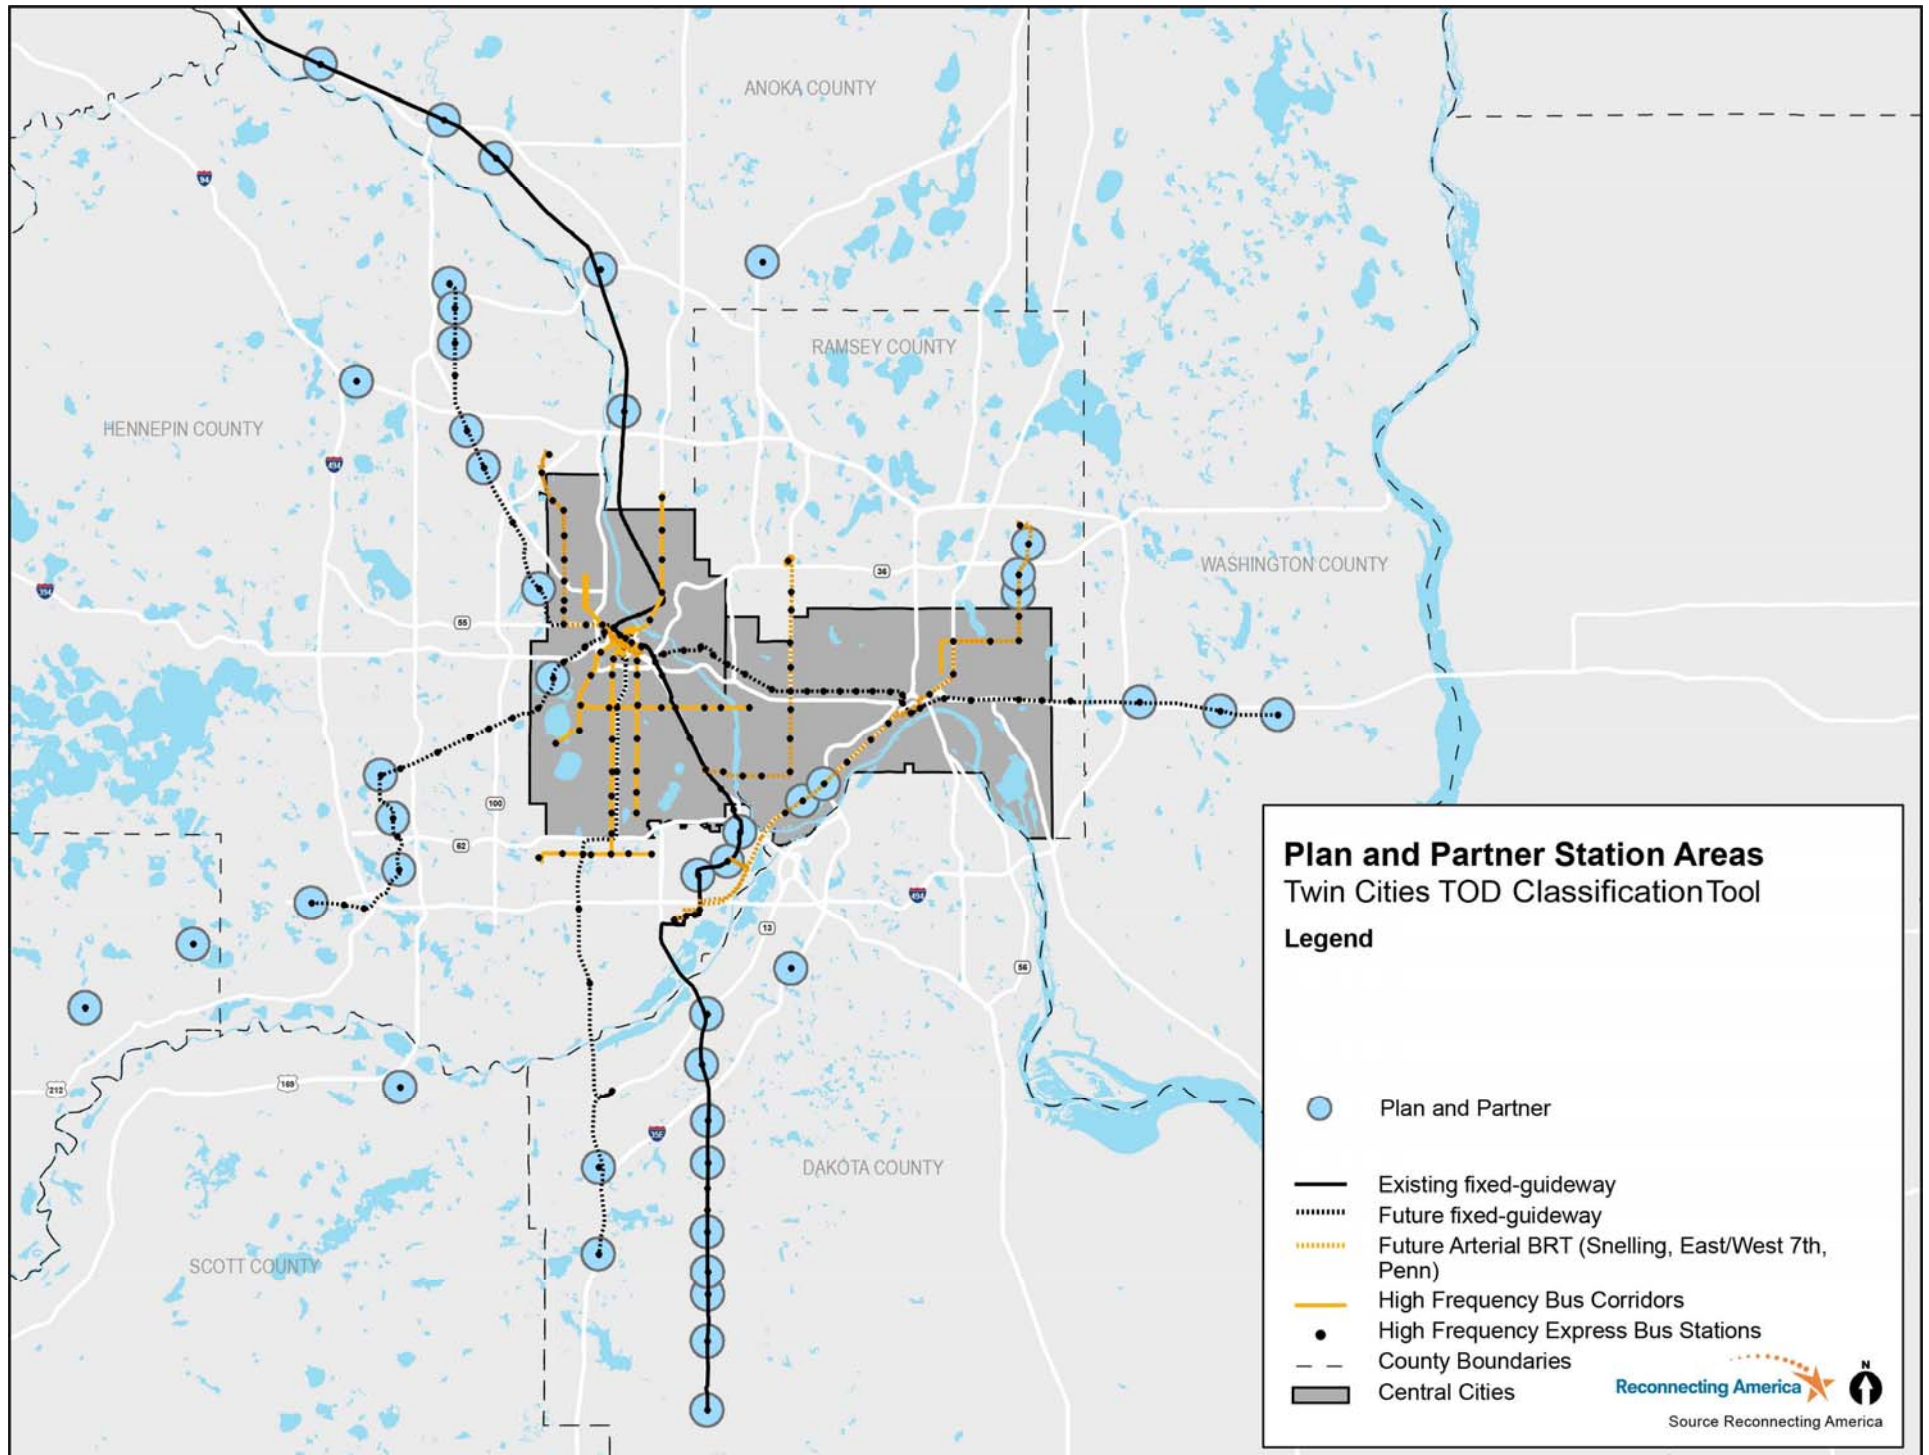 ANOKA COUNTY
94
RAMSEY COUNTY
HENNEPIN COUNTY
494
WASHINGTON COUNTY
36
394
55
100
62
494
13
56
212
169
35E
DAKOTA COUNTY
SCOTT COUNTY
Plan and Partner Station Areas
Twin Cities TOD Classification Tool
Legend
Plan and Partner
Existing fixed-guideway
Future fixed-guideway
Future Arterial BRT (Snelling, East/West 7th,
Penn)
High Frequency Bus Corridors
High Frequency Express Bus Stations
County Boundaries
Central Cities
Reconnecting America
N
Source Reconnecting America